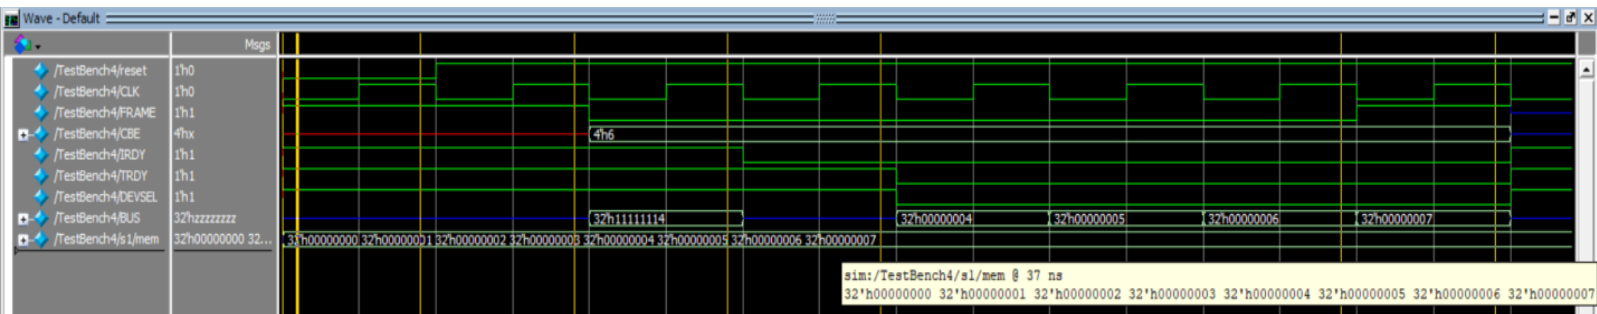 Wave - Default
Msgs
/TestBench4/reset 1'h0
/TestBench4/CLK 1'h0
/TestBench4/FRAME 1'h1
/TestBench4/CBE 4'hx 4'h6
/TestBench4/IRDY 1'h1
/TestBench4/TRDY 1'h1
/TestBench4/DEVSEL 1'h1
/TestBench4/BUS 32'hzzzzzzzz 32'h11111114 32'h00000004 32'h00000005 32'h00000006 32'h00000007
/TestBench4/s1/mem 32'h00000000 32... 32'h00000000 32'h00000001 32'h00000002 32'h00000003 32'h00000004 32'h00000005 32'h00000006 32'h00000007
sim:/TestBench4/s1/mem @ 37 ns
32'h00000000 32'h00000001 32'h00000002 32'h00000003 32'h00000004 32'h00000005 32'h00000006 32'h00000007